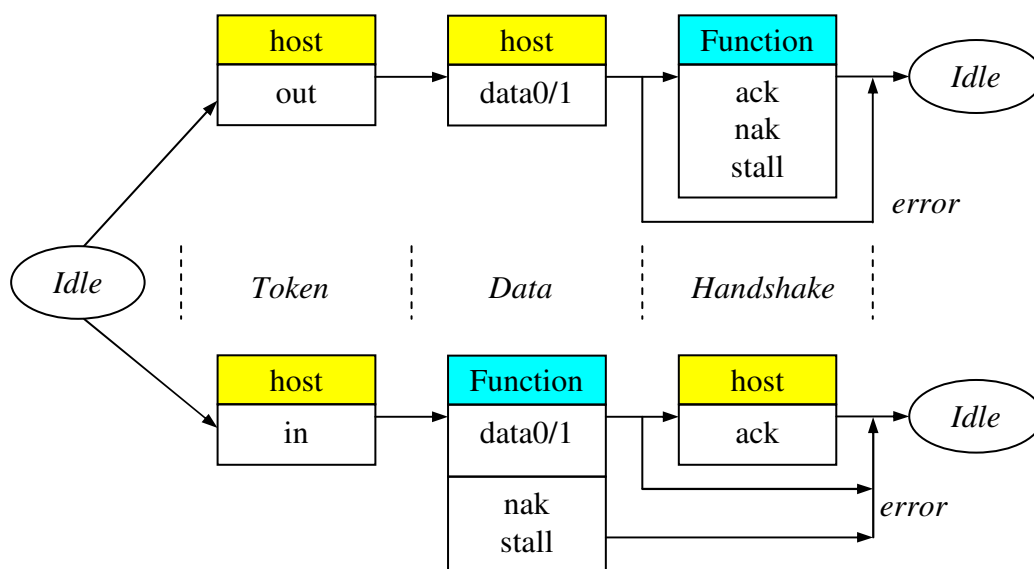 host
out
host
data0/1
Function
ack
nak
stall
Idle
error
Idle
Token
Data
Handshake
host
in
Function
data0/1
nak
stall
host
ack
Idle
error